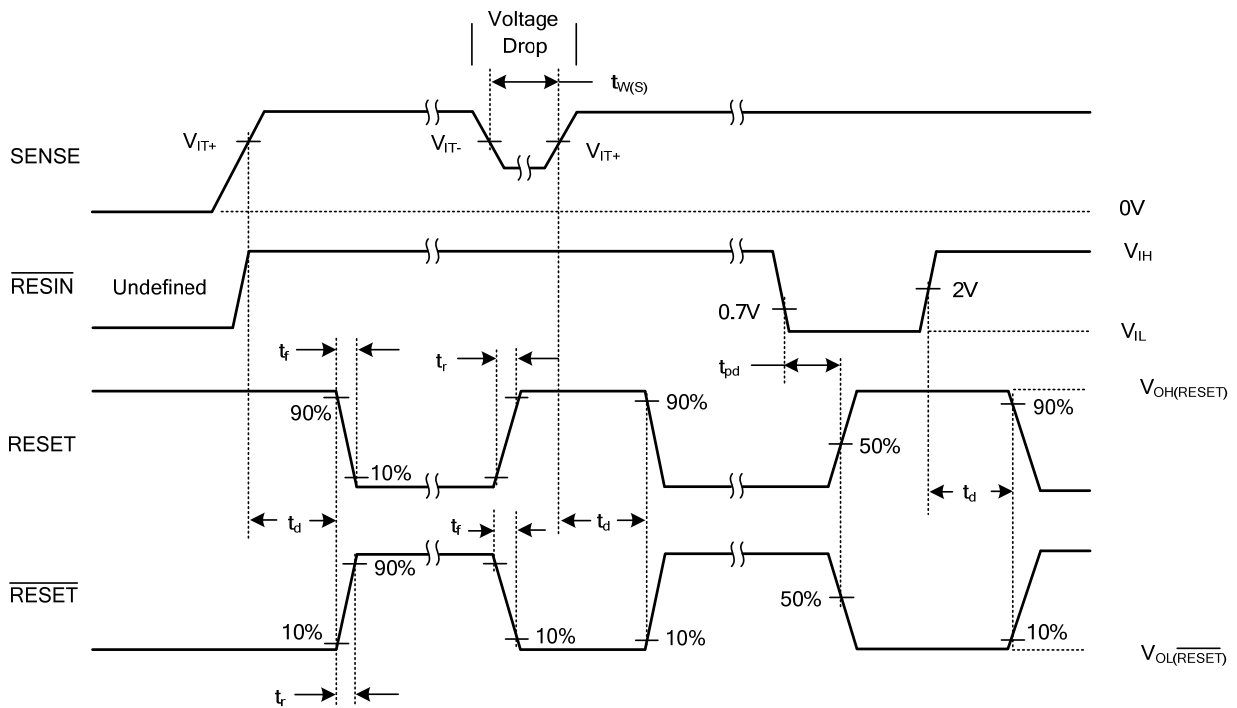 Voltage
Drop
tW(S)
VIT+
VIT-
VIT+
SENSE
0V
VIH
RESIN
Undefined
0.7V
2V
VIL
tf
tr
tpd
VOH(RESET)
90%
90%
90%
RESET
10%
50%
td
tf
td
td
RESET
90%
50%
10%
10%
10%
10%
VOL(RESET)
tr